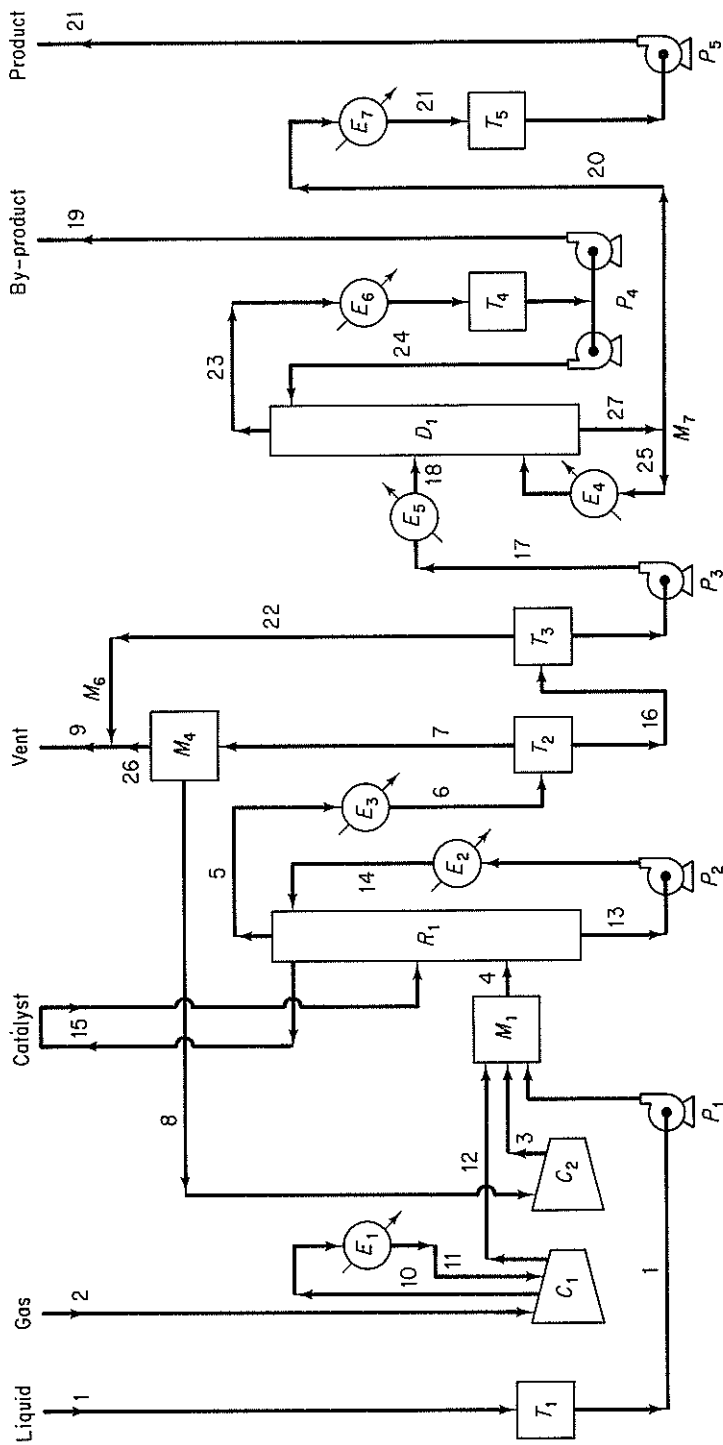 Liquid
Gas
Catalyst
Vent
By-product
Product
1
2
15
9
19
21
8
26
M4
M6
22
7
5
E3
6
T2
16
T3
P3
17
E5
18
D1
23
E6
T4
24
P4
27
25
E4
M7
20
E7
21
T5
P5
10
E1
11
12
C1
3
C2
M1
4
R1
14
E2
13
P2
T1
1
P1